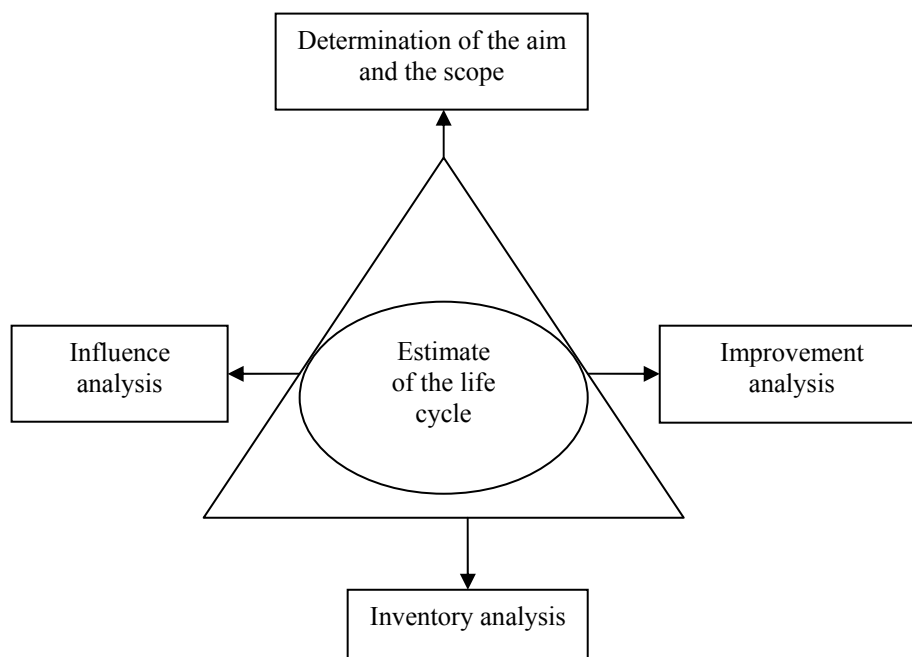 Determination of the aim
and the scope
Influence
analysis
Estimate
of the life
cycle
Improvement
analysis
Inventory analysis